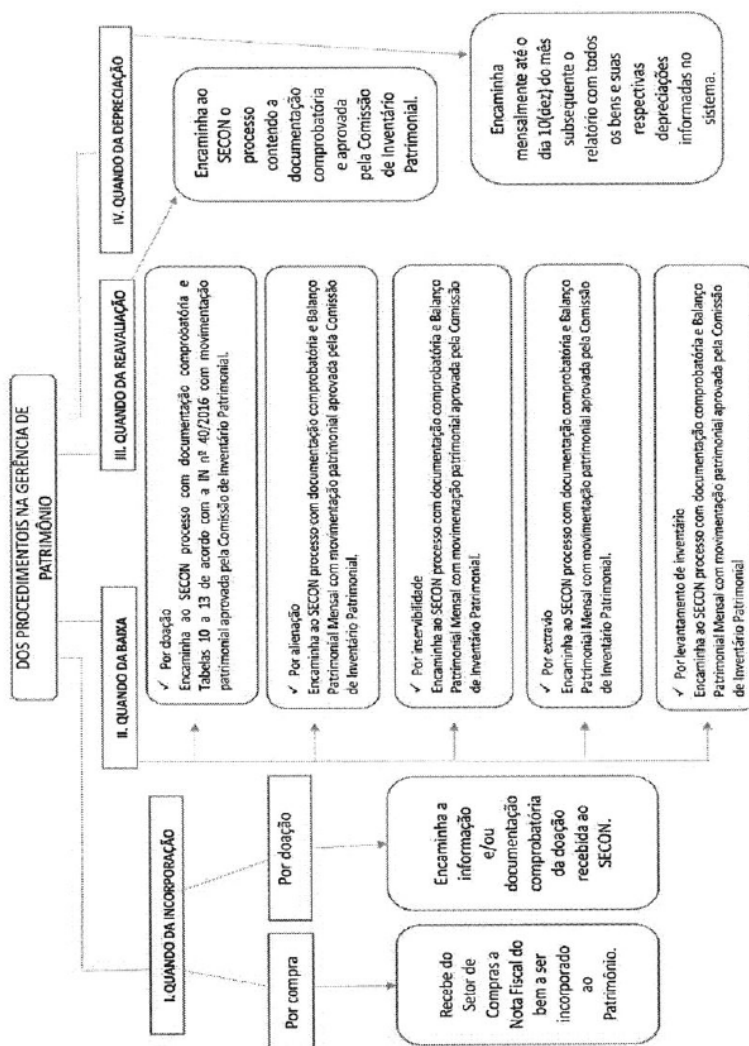 DOS PROCEDIMENTOIS NA GERÊNCIA DE
PATRIMÔNIO
I.QUANDO DA INCORPORAÇÃO
Por compra
Recebe do
Setor de
Compras a
Nota Fiscal do
bem a ser
incorporado
ao
Patrimônio.
Por doação
Encaminha a
informação
e/ou
documentação
comprobatória
da doação
recebida ao
SECON.
II. QUANDO DA BAIXA
✓ Por doação
Encaminha ao SECON processo com documentação comprobatória e
Tabelas 10 a 13 de acordo com a IN nº 40/2016 com movimentação
patrimonial aprovada pela Comissão de Inventário Patrimonial.
✓ Por alienação
Encaminha ao SECON processo com documentação comprobatória e Balanço
Patrimonial Mensal com movimentação patrimonial aprovada pela Comissão
de Inventário Patrimonial.
✓ Por inservibilidade
Encaminha ao SECON processo com documentação comprobatória e Balanço
Patrimonial Mensal com movimentação patrimonial aprovada pela Comissão
de Inventário Patrimonial.
✓ Por extravio
Encaminha ao SECON processo com documentação comprobatória e Balanço
Patrimonial Mensal com movimentação patrimonial aprovada pela Comissão
de Inventário Patrimonial.
✓ Por levantamento de inventário
Encaminha ao SECON processo com documentação comprobatória e Balanço
Patrimonial Mensal com movimentação patrimonial aprovada pela Comissão
de Inventário Patrimonial
III. QUANDO DA REAVALIAÇÃO
Encaminha ao
SECON o
processo
contendo a
documentação
comprobatória
e aprovada
pela Comissão
de Inventário
Patrimonial.
IV. QUANDO DA DEPRECIAÇÃO
Encaminha
mensalmente até o
dia 10(dez) do mês
subsequente o
relatório com todos
os bens e suas
respectivas
depreciações
informadas no
sistema.